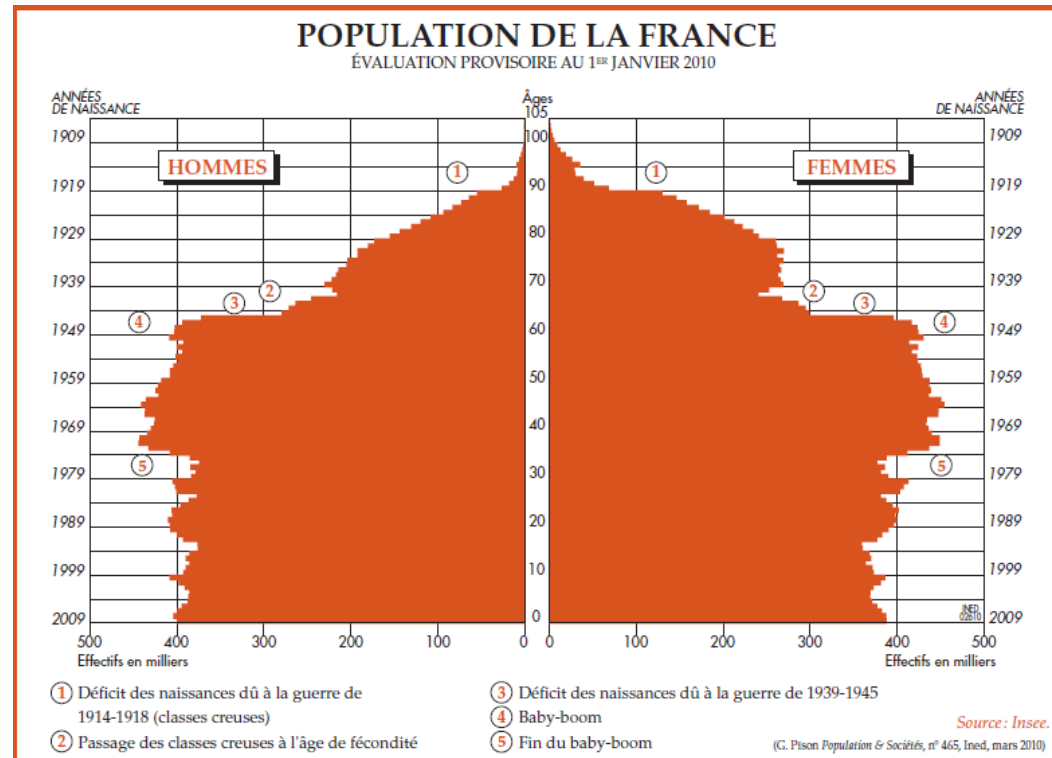 POPULATION DE LA FRANCE
ÉVALUATION PROVISOIRE AU 1ER JANVIER 2010
ANNÉES
DE NAISSANCE
Âges
ANNÉES
DE NAISSANCE
105
1909 100 1909
HOMMES 1 1 FEMMES
1919 90 1919
1929 80 1929
1939 70 1939
2 2
3 3
4 4
1949 60 1949
1959 50 1959
1969 40 1969
5 5
1979 30 1979
1989 20 1989
1999 10 1999
INED
02610
2009 0 2009
500 400 300 200 100 0 0 100 200 300 400 500
Effectifs en milliers Effectifs en milliers
1 Déficit des naissances dû à la guerre de
1914-1918 (classes creuses)
2 Passage des classes creuses à l'âge de fécondité
3 Déficit des naissances dû à la guerre de 1939-1945
4 Baby-boom
5 Fin du baby-boom
Source : Insee.
(G. Pison Population & Sociétés, n° 465, Ined, mars 2010)